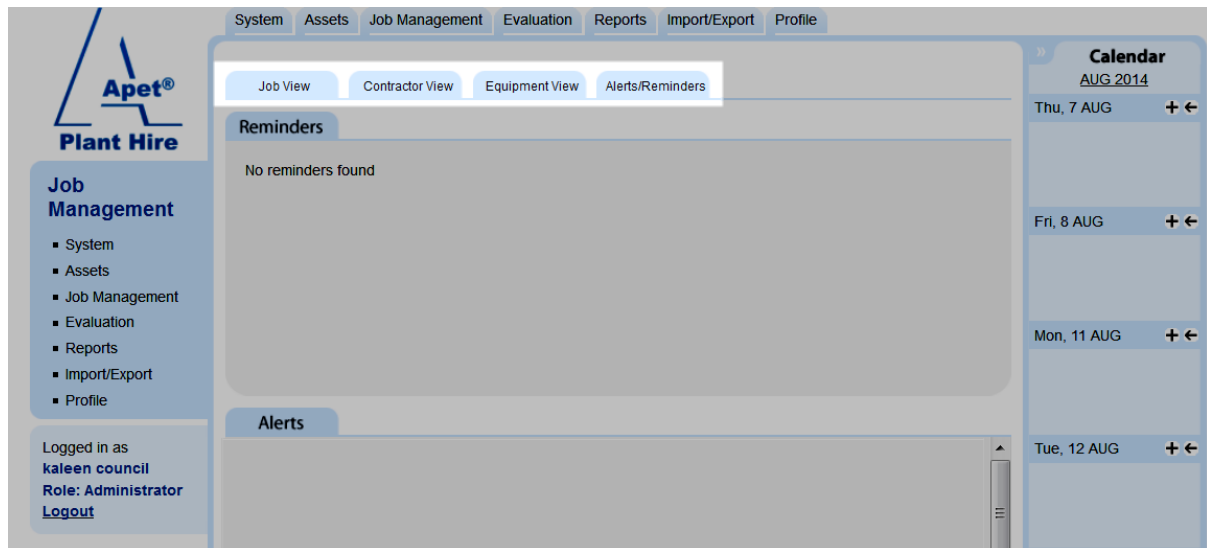 System Assets Job Management Evaluation Reports Import/Export Profile
Apet®
Plant Hire
Job
Management
System
Assets
Job Management
Evaluation
Reports
Import/Export
Profile
Logged in as
kaleen council
Role: Administrator
Logout
Job View Contractor View Equipment View Alerts/Reminders
Reminders
No reminders found
Alerts
» Calendar
AUG 2014
Thu, 7 AUG
Fri, 8 AUG
Mon, 11 AUG
Tue, 12 AUG